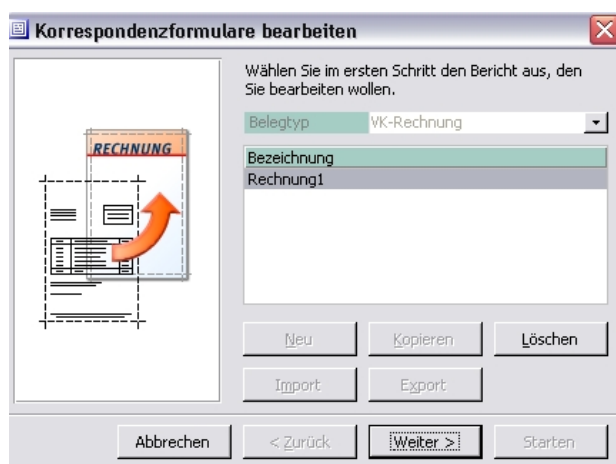 Korrespondenzformulare bearbeiten
Wählen Sie im ersten Schritt den Bericht aus, den
Sie bearbeiten wollen.
Belegtyp VK-Rechnung
RECHNUNG
Bezeichnung
Rechnung1
Neu Kopieren Löschen
Import Export
Abbrechen < Zurück Weiter > Starten